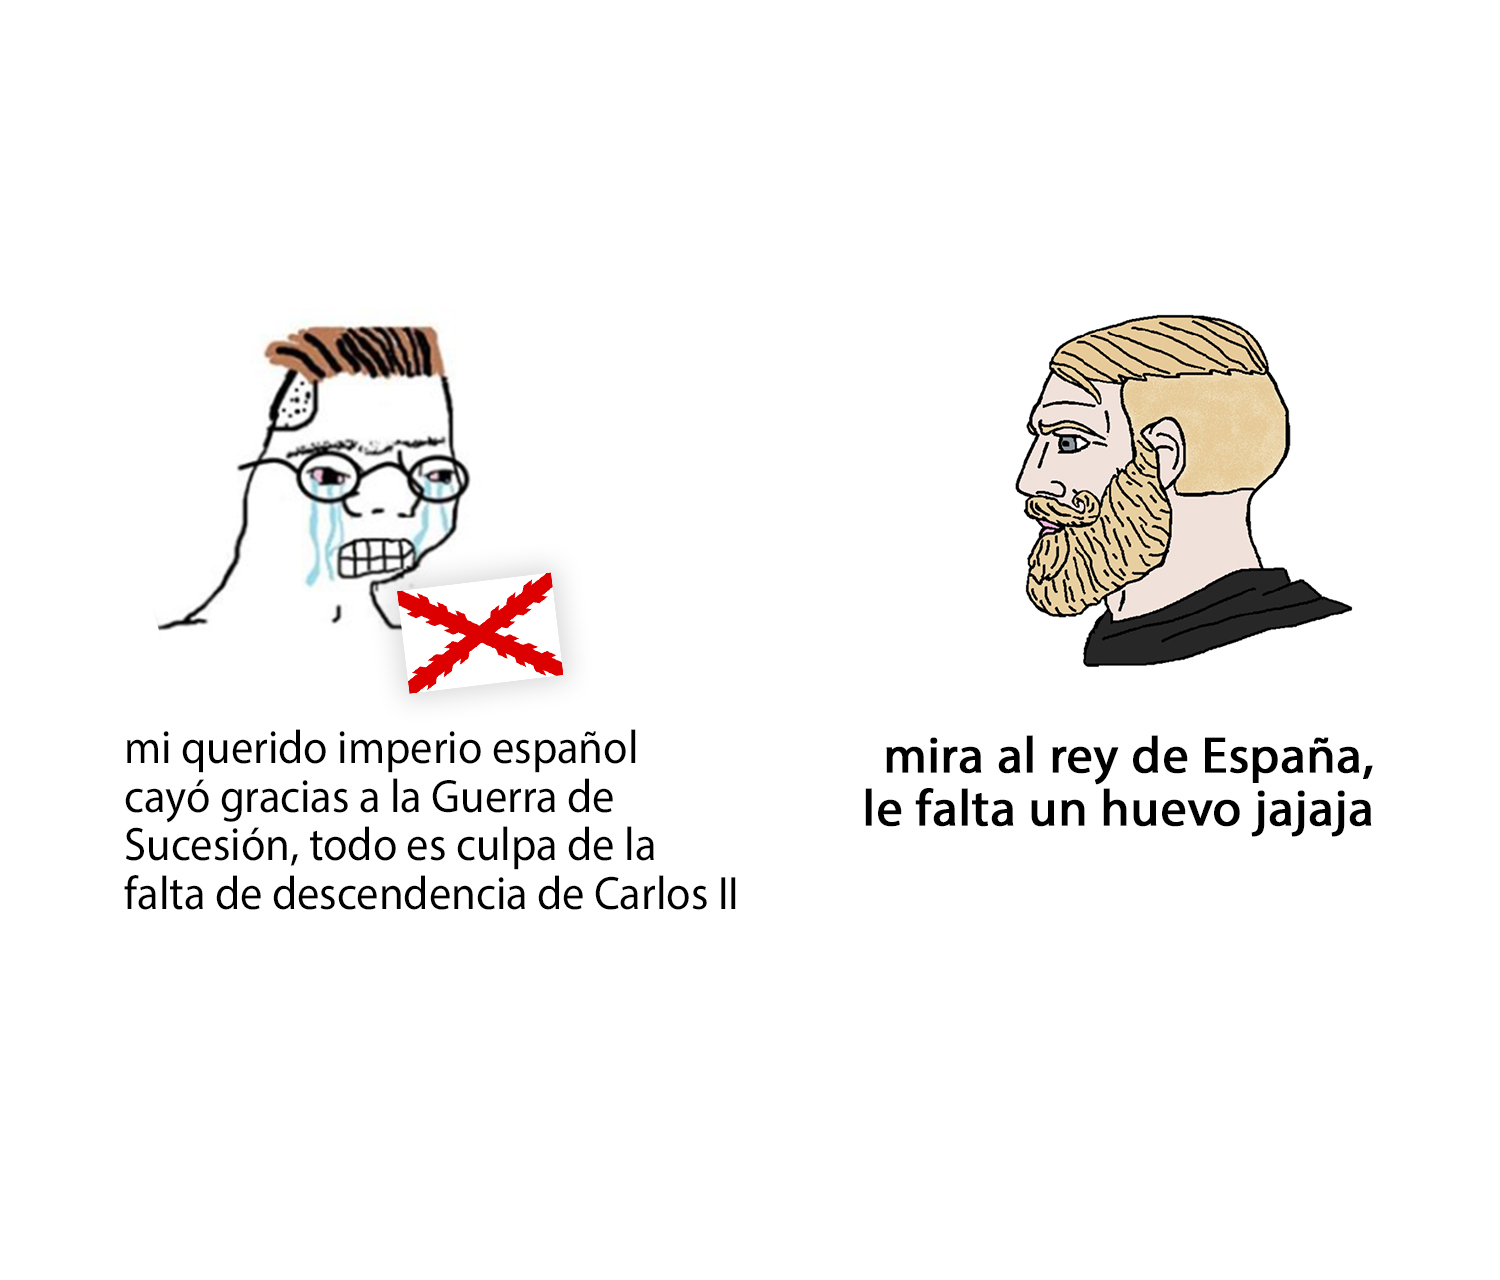 mi querido imperio español
cayó gracias a la Guerra de
Sucesión, todo es culpa de la
falta de descendencia de Carlos II
mira al rey de España,
le falta un huevo jajaja